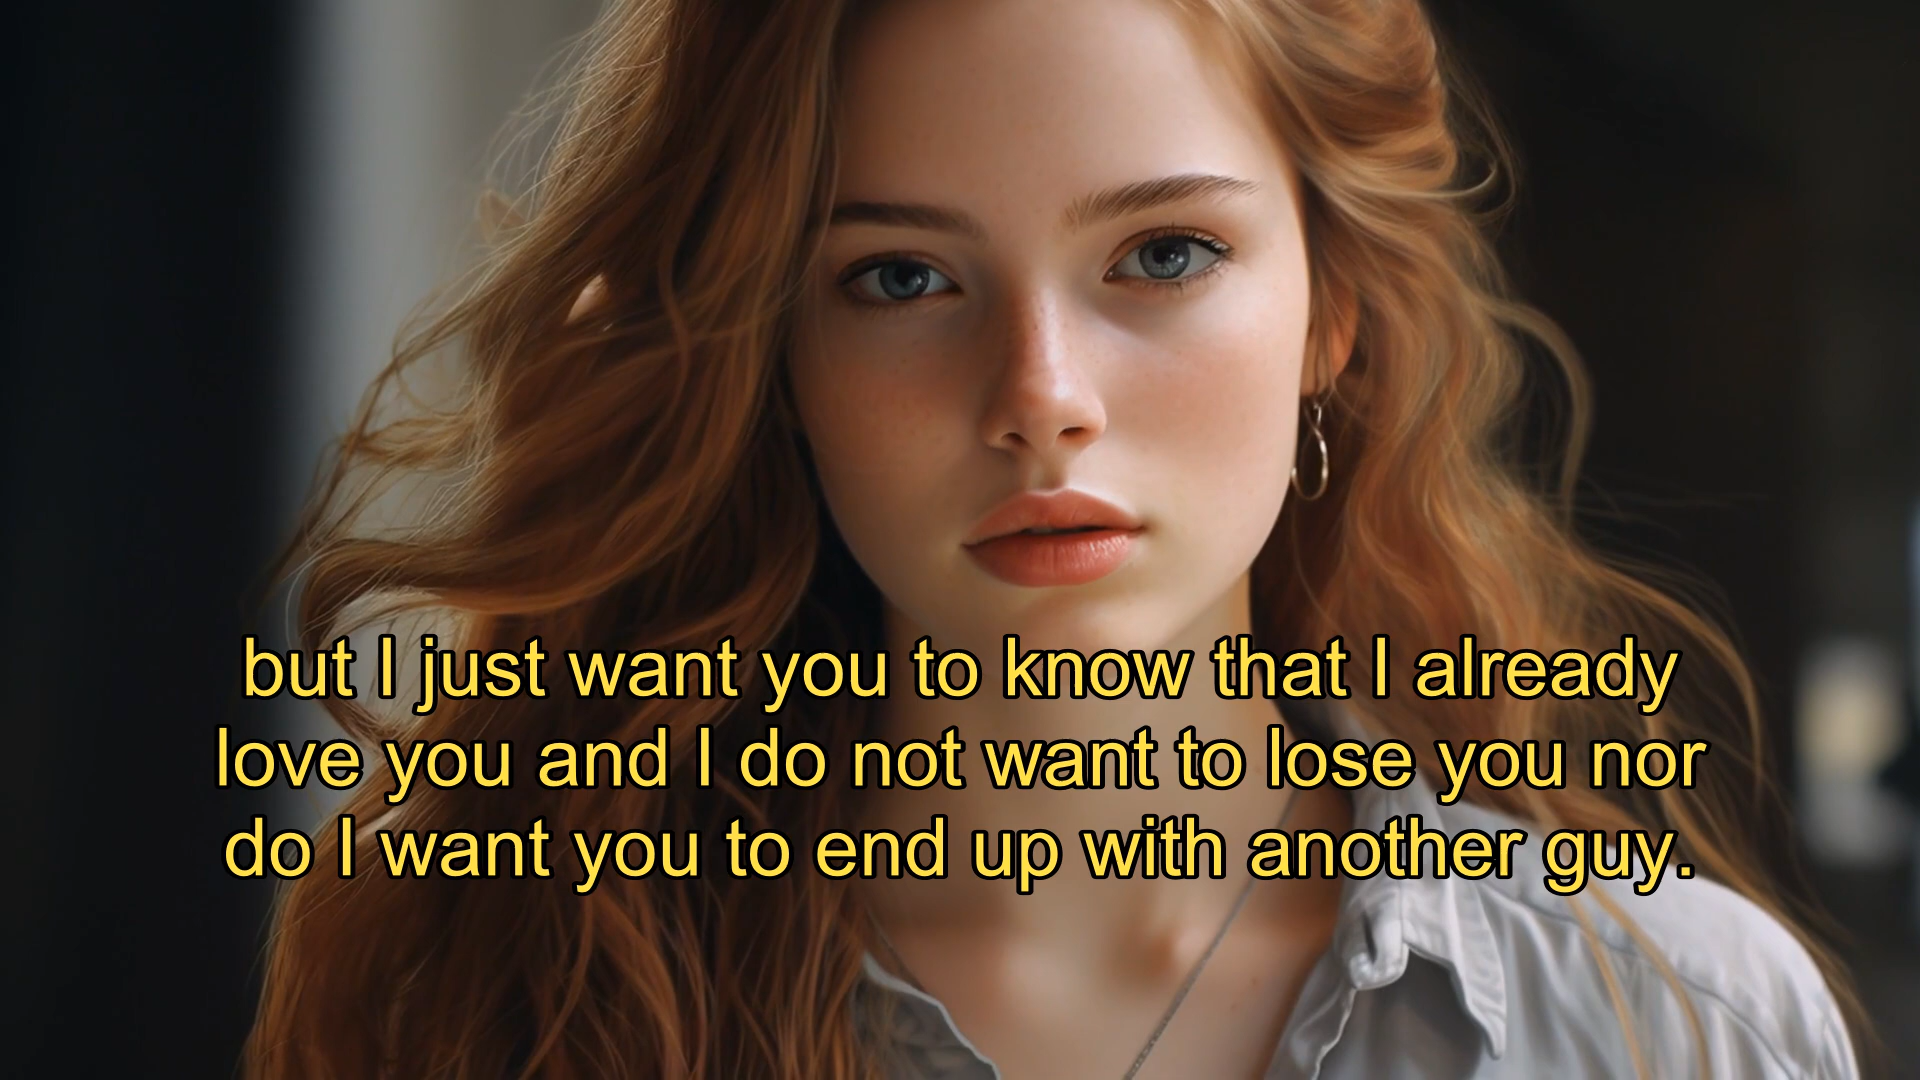 but I just want you to know that I already
love you and I do not want to lose you nor
do I want you to end up with another guy.